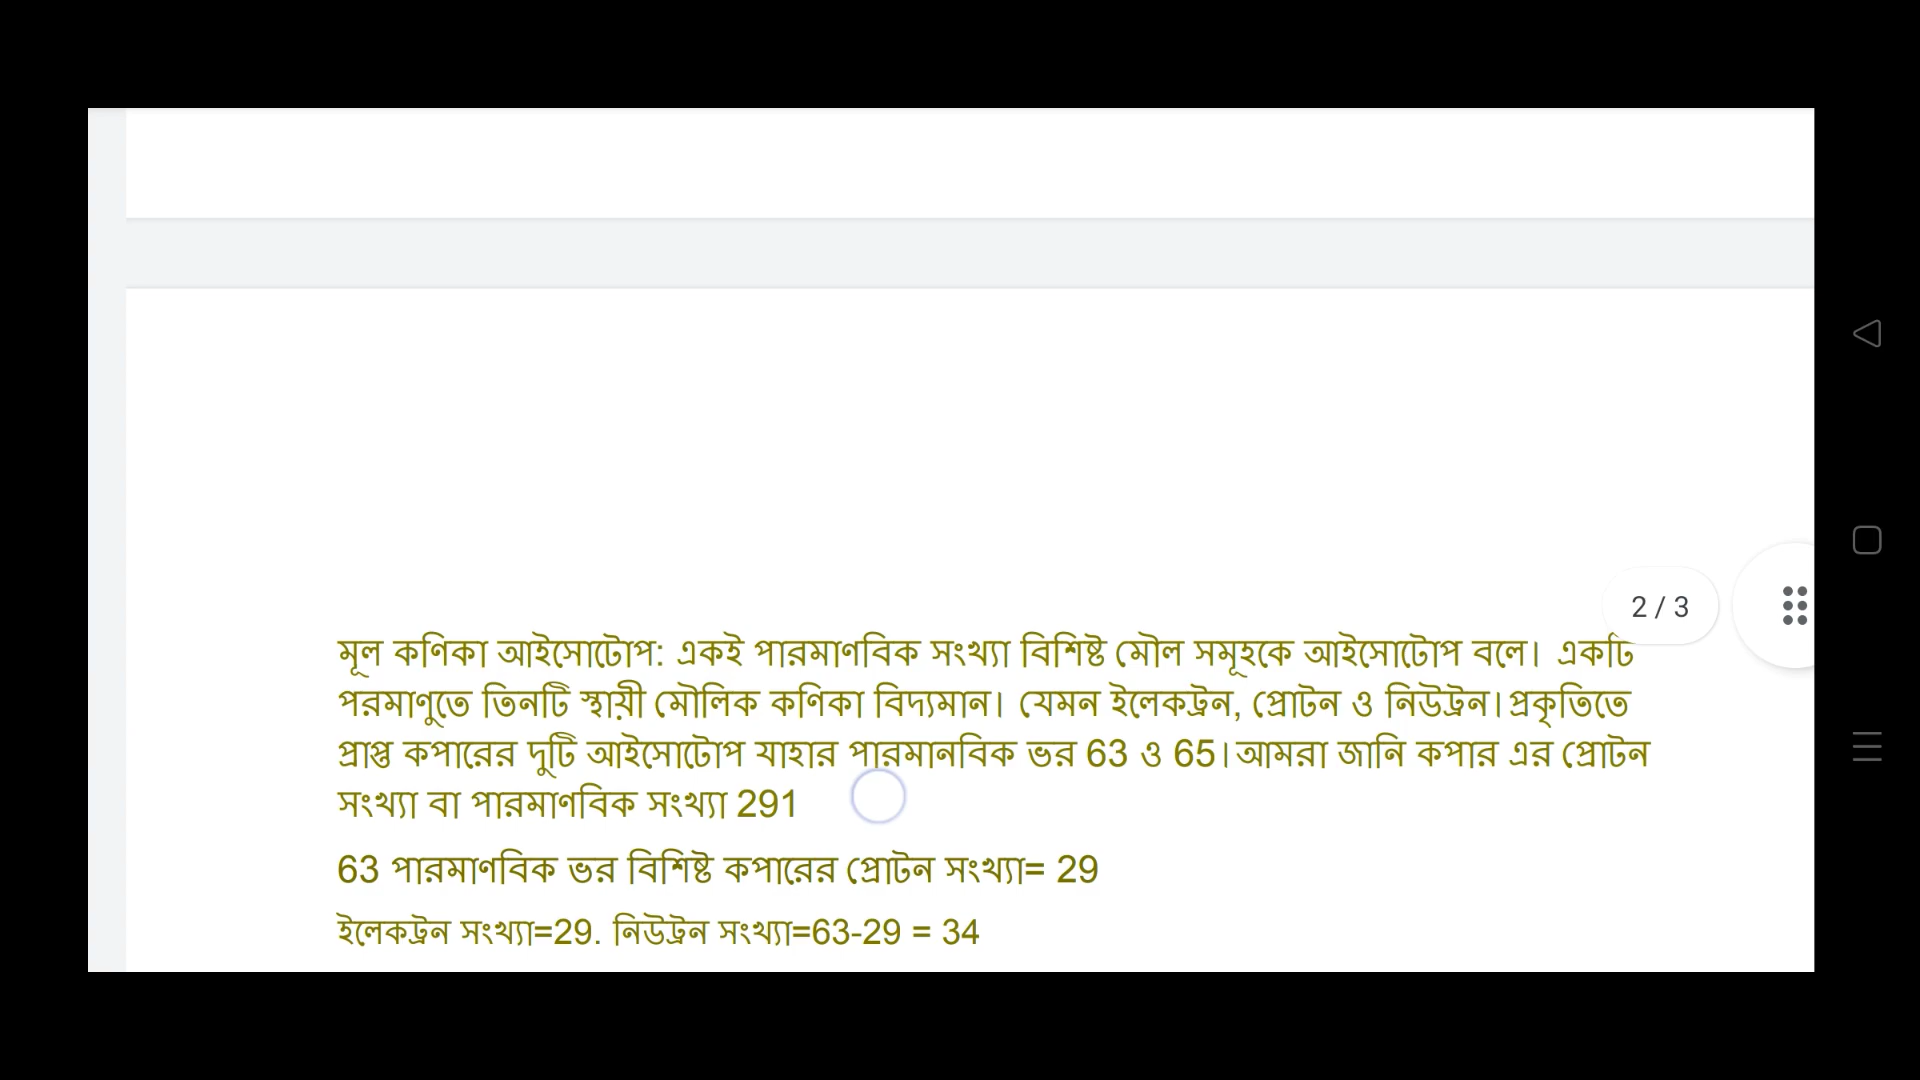 2 / 3
মূল কণিকা আইসোটোপ: একই পারমাণবিক সংখ্যা বিশিষ্ট মৌল সমূহকে আইসোটোপ বলে। একটি
পরমাণুতে তিনটি স্থায়ী মৌলিক কণিকা বিদ্যমান। যেমন ইলেকট্রন, প্রোটন ও নিউট্রন। প্রকৃতিতে
প্রাপ্ত কপারের দুটি আইসোটোপ যাহার পারমানবিক ভর 63 ও 65। আমরা জানি কপার এর প্রোটন
সংখ্যা বা পারমাণবিক সংখ্যা 291
63 পারমাণবিক ভর বিশিষ্ট কপারের প্রোটন সংখ্যা= 29
ইলেকট্রন সংখ্যা=29. নিউট্রন সংখ্যা=63-29 = 34